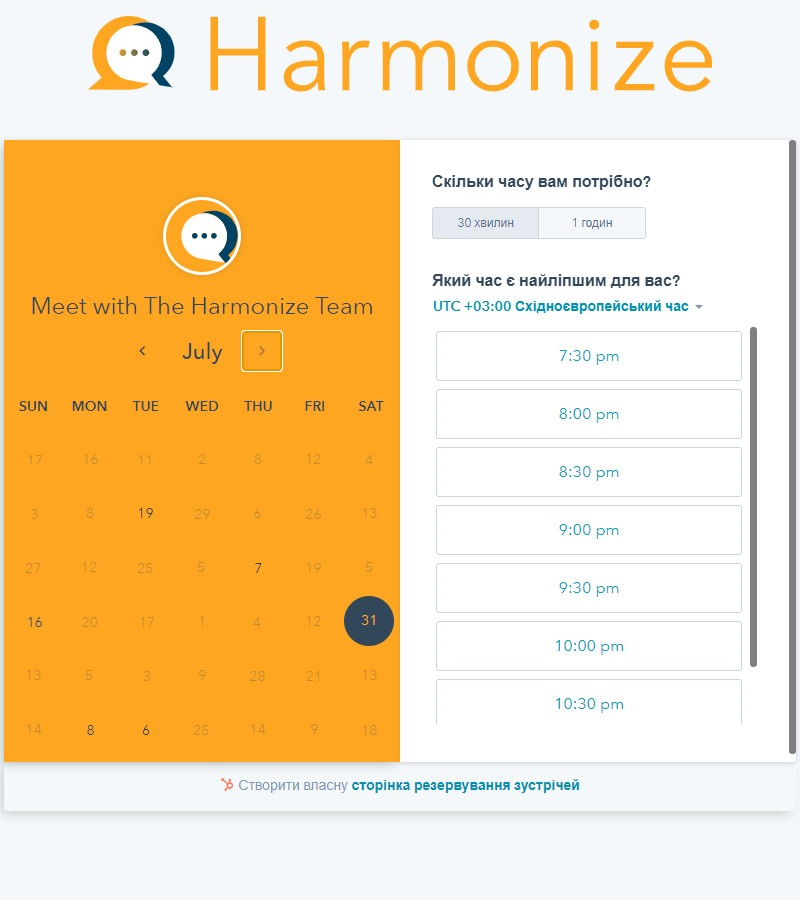 Harmonize
Meet with The Harmonize Team
July
SUN MON TUE WED THU FRI SAT
17 16 11 2 8 12 4
3 8 19 29 6 26 13
27 12 25 5 7 19 5
16 20 17 1 4 12 31
13 5 3 9 28 21 13
14 8 6 25 14 9 18
Скільки часу вам потрібно?
30 хвилин 1 годин
Який час є найліпшим для вас?
UTC +03:00 Східноєвропейський час
7:30 pm
8:00 pm
8:30 pm
9:00 pm
9:30 pm
10:00 pm
10:30 pm
Створити власну сторінка резервування зустрічей